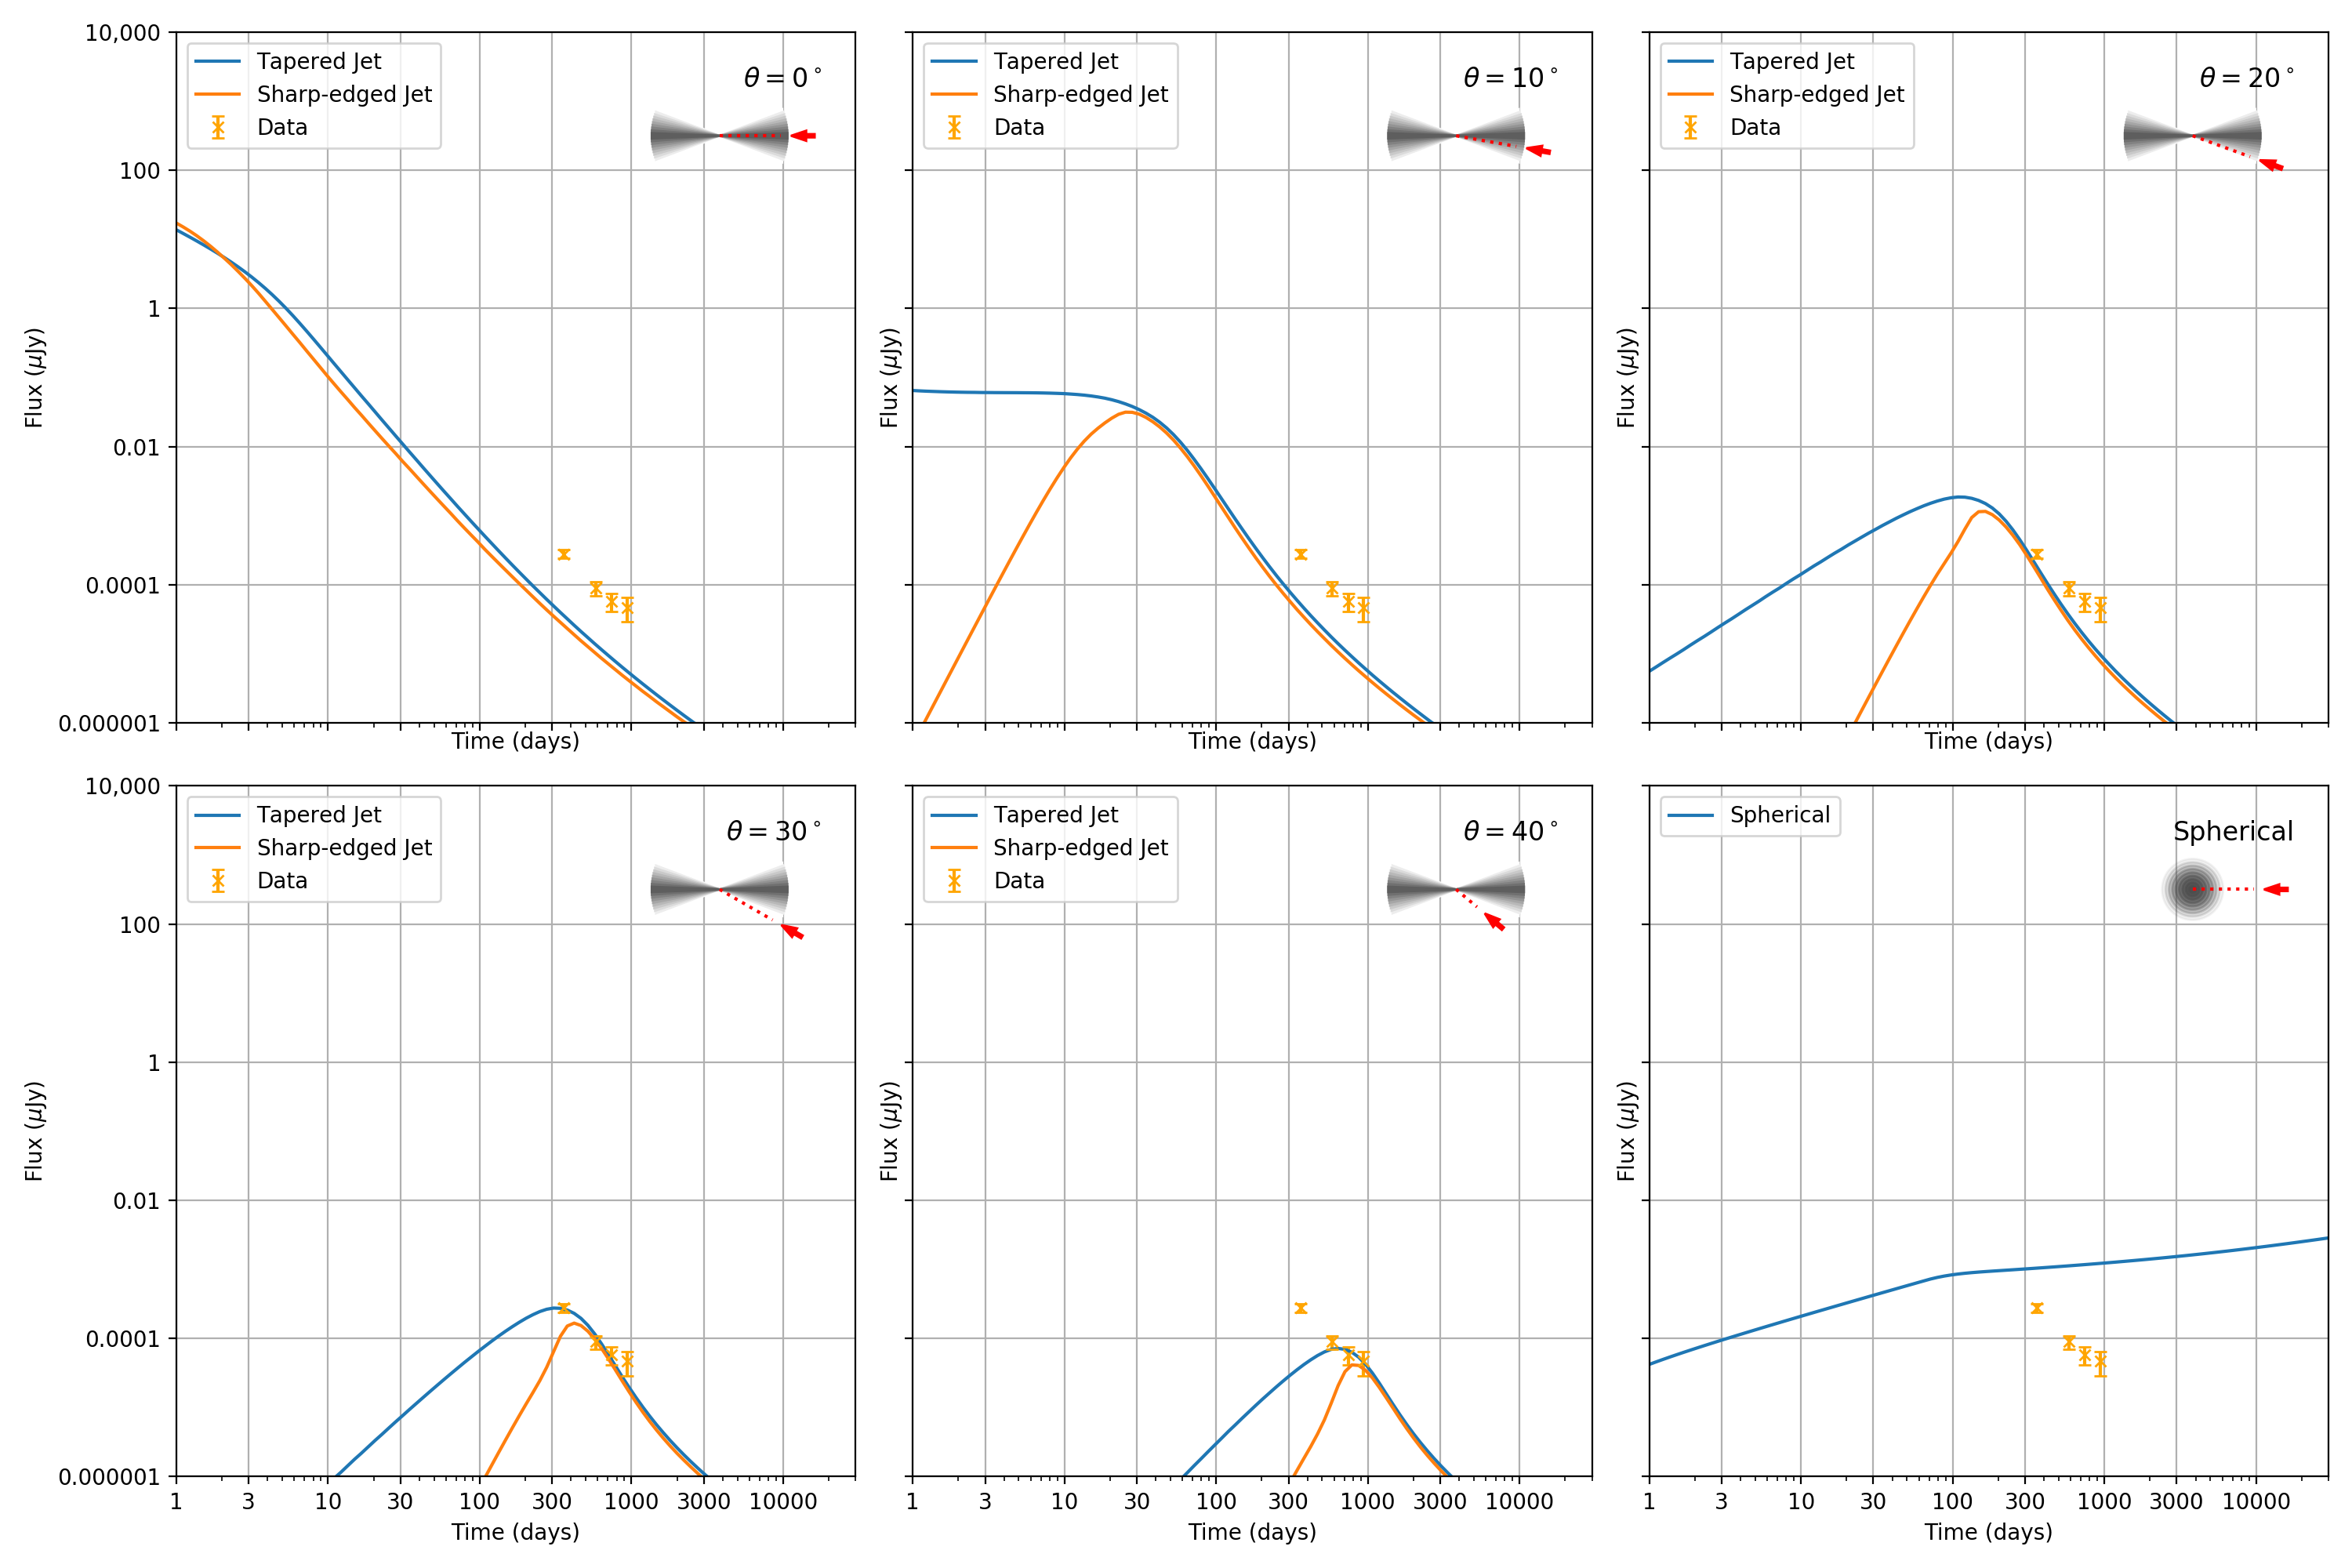 10,000
100
1
0.01
0.0001
0.000001
Flux (μJy)
Time (days)
Tapered Jet
Sharp-edged Jet
Data
θ = 0°
Flux (μJy)
Time (days)
Tapered Jet
Sharp-edged Jet
Data
θ = 10°
Flux (μJy)
Time (days)
Tapered Jet
Sharp-edged Jet
Data
θ = 20°
10,000
100
1
0.01
0.0001
0.000001
Flux (μJy)
1 3 10 30 100 300 1000 3000 10000
Time (days)
Tapered Jet
Sharp-edged Jet
Data
θ = 30°
Flux (μJy)
1 3 10 30 100 300 1000 3000 10000
Time (days)
Tapered Jet
Sharp-edged Jet
Data
θ = 40°
Flux (μJy)
1 3 10 30 100 300 1000 3000 10000
Time (days)
Spherical
Spherical